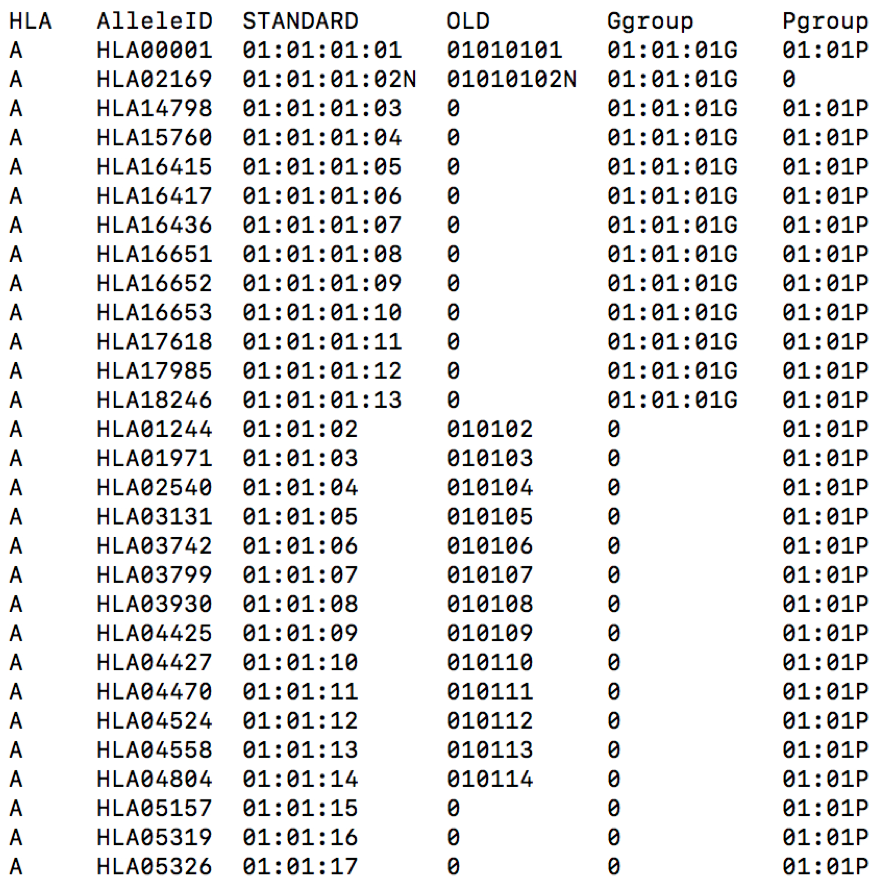 HLA AlleleID STANDARD OLD Ggroup Pgroup
A HLA00001 01:01:01:01 01010101 01:01:01G 01:01P
A HLA02169 01:01:01:02N 01010102N 01:01:01G 0
A HLA14798 01:01:01:03 0 01:01:01G 01:01P
A HLA15760 01:01:01:04 0 01:01:01G 01:01P
A HLA16415 01:01:01:05 0 01:01:01G 01:01P
A HLA16417 01:01:01:06 0 01:01:01G 01:01P
A HLA16436 01:01:01:07 0 01:01:01G 01:01P
A HLA16651 01:01:01:08 0 01:01:01G 01:01P
A HLA16652 01:01:01:09 0 01:01:01G 01:01P
A HLA16653 01:01:01:10 0 01:01:01G 01:01P
A HLA17618 01:01:01:11 0 01:01:01G 01:01P
A HLA17985 01:01:01:12 0 01:01:01G 01:01P
A HLA18246 01:01:01:13 0 01:01:01G 01:01P
A HLA01244 01:01:02 010102 0 01:01P
A HLA01971 01:01:03 010103 0 01:01P
A HLA02540 01:01:04 010104 0 01:01P
A HLA03131 01:01:05 010105 0 01:01P
A HLA03742 01:01:06 010106 0 01:01P
A HLA03799 01:01:07 010107 0 01:01P
A HLA03930 01:01:08 010108 0 01:01P
A HLA04425 01:01:09 010109 0 01:01P
A HLA04427 01:01:10 010110 0 01:01P
A HLA04470 01:01:11 010111 0 01:01P
A HLA04524 01:01:12 010112 0 01:01P
A HLA04558 01:01:13 010113 0 01:01P
A HLA04804 01:01:14 010114 0 01:01P
A HLA05157 01:01:15 0 0 01:01P
A HLA05319 01:01:16 0 0 01:01P
A HLA05326 01:01:17 0 0 01:01P